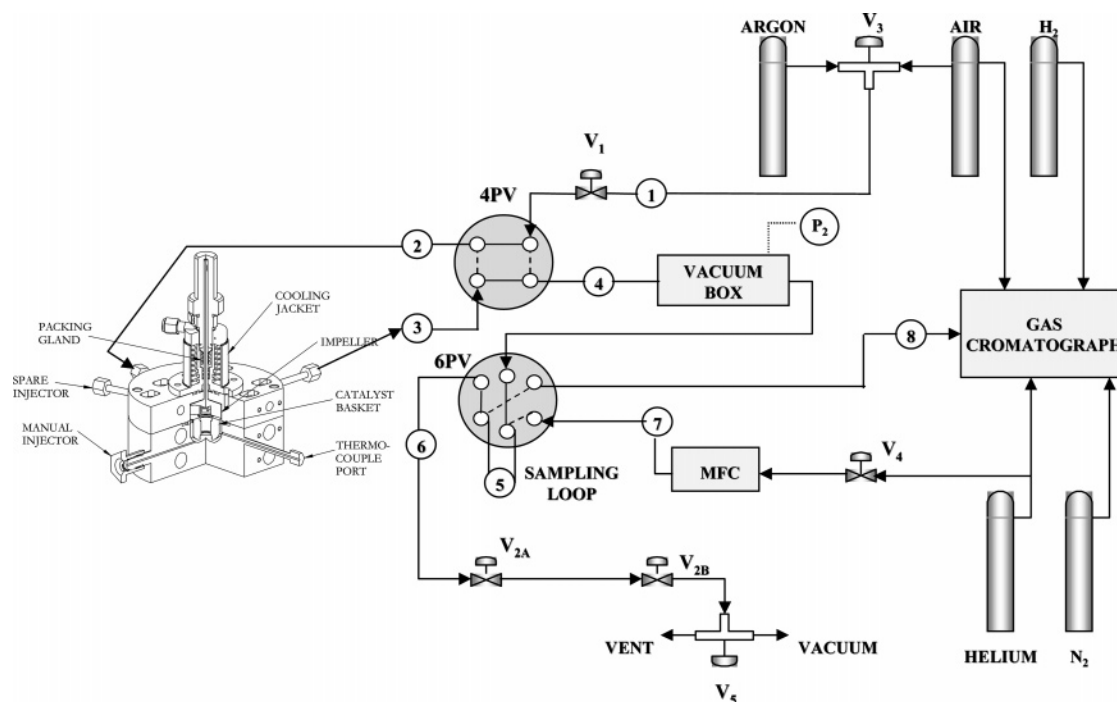 ARGON
V3
AIR
H2
V1
1
4PV
2
P2
4
VACUUM
BOX
COOLING
JACKET
PACKING
GLAND
3
IMPELLER
8
GAS
CROMATOGRAPH
6PV
SPARE
INJECTOR
CATALYST
BASKET
7
MANUAL
INJECTOR
6
V4
THERMO-
COUPLE
PORT
5
SAMPLING
LOOP
MFC
V2A
V2B
VENT
VACUUM
V5
HELIUM
N2